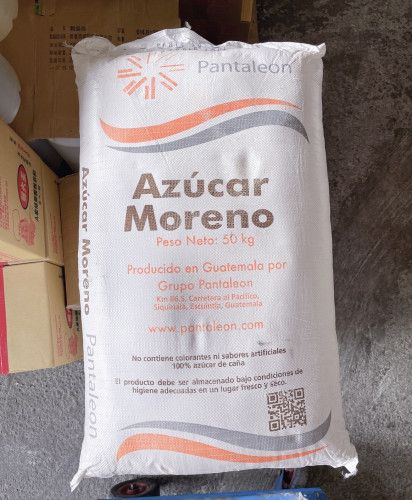 Pantaleon
Azúcar
Moreno
Peso Neto: 50 kg
Producido en Guatemala por
Grupo Pantaleon
Km 86.5, Carretera al Pacífico,
Siquinalá, Escuintla, Guatemala
www.pantaleon.com
No contiene colorantes ni sabores artificiales
100% azúcar de caña
El producto debe ser almacenado bajo condiciones de
higiene adecuadas en un lugar fresco y seco.
Azúcar Moreno Pantaleon